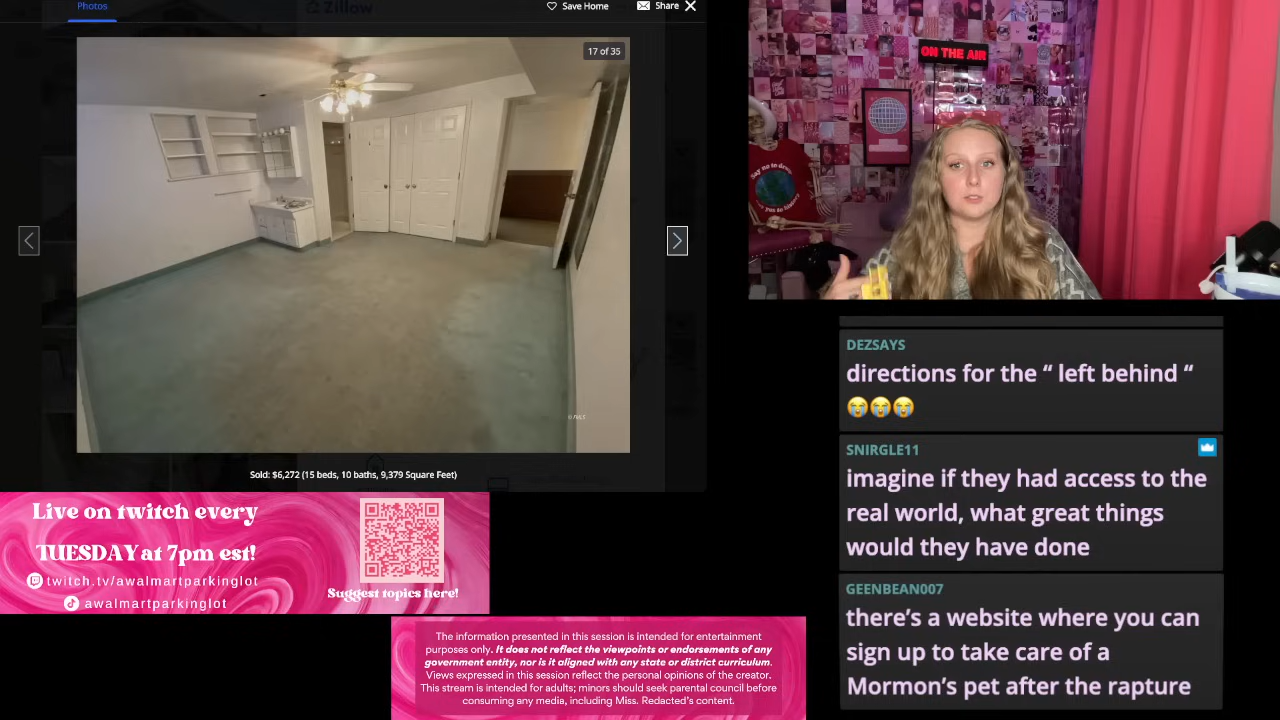 Photos
Zillow
Save Home
Share
17 of 35
Sold: $6,272 (15 beds, 10 baths, 9,379 Square Feet)
ON THE AIR
Say no to drugs
DEZSAYS
directions for the “ left behind “
😭😭😭
SNIRGLE11
imagine if they had access to the
real world, what great things
would they have done
GEENBEAN007
there’s a website where you can
sign up to take care of a
Mormon’s pet after the rapture
Live on twitch every
TUESDAY at 7pm est!
twitch.tv/awalmartparkinglot
awalmartparkinglot
Suggest topics here!
The information presented in this session is intended for entertainment
purposes only. It does not reflect the viewpoints or endorsements of any
government entity, nor is it aligned with any state or district curriculum.
Views expressed in this session reflect the personal opinions of the creator.
This stream is intended for adults; minors should seek parental council before
consuming any media, including Miss. Redacted's content.